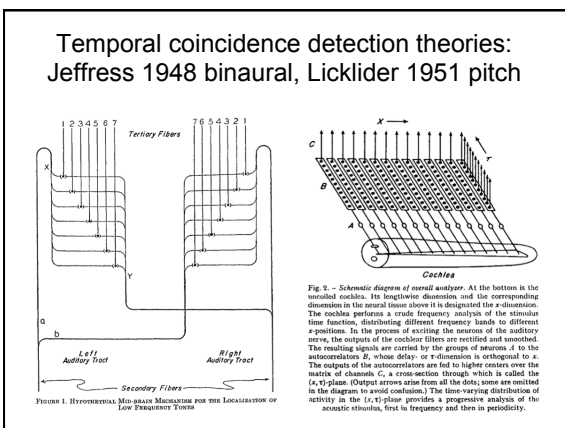 Temporal coincidence detection theories:
Jeffress 1948 binaural, Licklider 1951 pitch
1 2 3 4 5 6 7
Tertiary Fibers
7 6 5 4 3 2 1
X
Y
a
b
Left
Auditory Tract
Right
Auditory Tract
Secondary Fibers
FIGURE 1. HYPOTHETICAL MID-BRAIN MECHANISM FOR THE LOCALIZATION OF
LOW FREQUENCY TONES
X
C
τ
B
A
Cochlea
Fig. 2. – Schematic diagram of overall analyzer. At the bottom is the
uncoiled cochlea. Its lengthwise dimension and the corresponding
dimension in the neural tissue above it is designated the x-dimension.
The cochlea performs a crude frequency analysis of the stimulus
time function, distributing different frequency bands to different
x-positions. In the process of exciting the neurons of the auditory
nerve, the outputs of the cochlear filters are rectified and smoothed.
The resulting signals are carried by the groups of neurons A to the
autocorrelators B, whose delay- or τ-dimension is orthogonal to x.
The outputs of the autocorrelators are fed to higher centers over the
matrix of channels C, a cross-section through which is called the
(x, τ)-plane. (Output arrows arise from all the dots; some are omitted
in the diagram to avoid confusion.) The time-varying distribution of
activity in the (x, τ)-plane provides a progressive analysis of the
acoustic stimulus, first in frequency and then in periodicity.